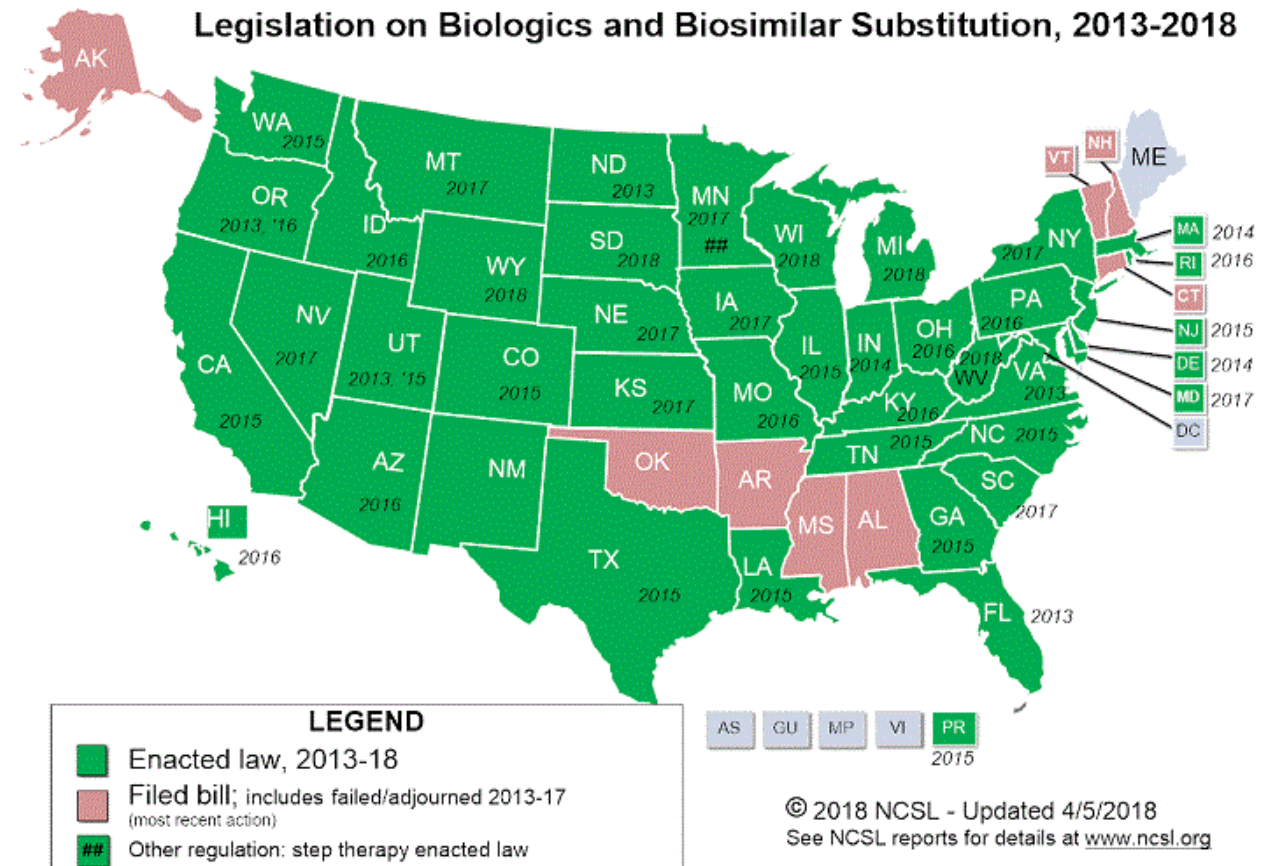 Legislation on Biologics and Biosimilar Substitution, 2013-2018
AK
WA
2015
MT
2017
ND
2013
MN
2017
##
OR
2013, '16
ID
2016
WY
2018
SD
2018
WI
2018
MI
2018
NY
2017
VT
NH
ME
MA 2014
RI 2016
CT
NJ 2015
DE 2014
MD 2017
DC
NV
2017
UT
2013, '15
CO
2015
NE
2017
IA
2017
IL
2015
IN
2014
OH
2016
PA
2016
2018
WV
VA
2013
CA
2015
KS
2017
MO
2016
KY
2016
TN
2015
NC 2015
AZ
2016
NM
OK
AR
MS
AL
GA
2015
SC
2017
HI
2016
TX
2015
LA
2015
FL 2013
AS GU MP VI PR
2015
LEGEND
Enacted law, 2013-18
Filed bill; includes failed/adjourned 2013-17
(most recent action)
## Other regulation: step therapy enacted law
© 2018 NCSL - Updated 4/5/2018
See NCSL reports for details at www.ncsl.org